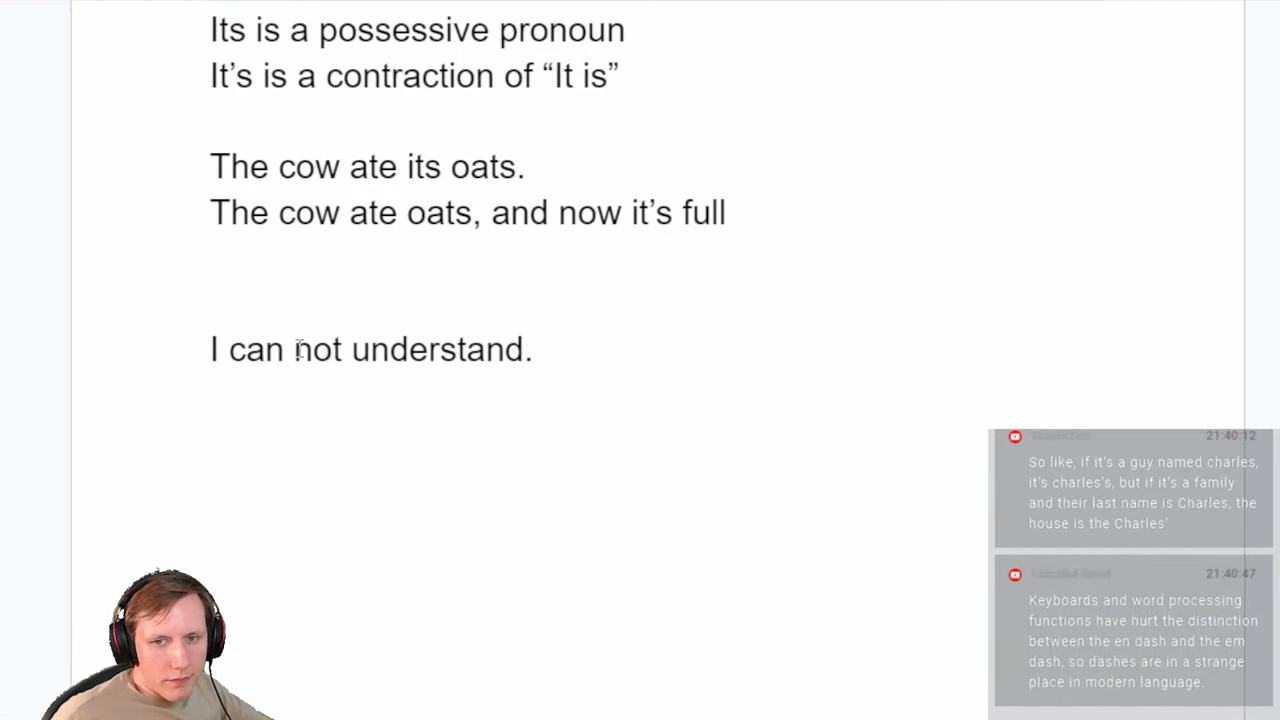 Its is a possessive pronoun
It’s is a contraction of “It is”
The cow ate its oats.
The cow ate oats, and now it’s full
I can not understand.
21:40:12
So like, if it’s a guy named charles,
it’s charles’s, but if it’s a family
and their last name is Charles, the
house is the Charles’
21:40:47
Keyboards and word processing
functions have hurt the distinction
between the en dash and the em
dash, so dashes are in a strange
place in modern language.